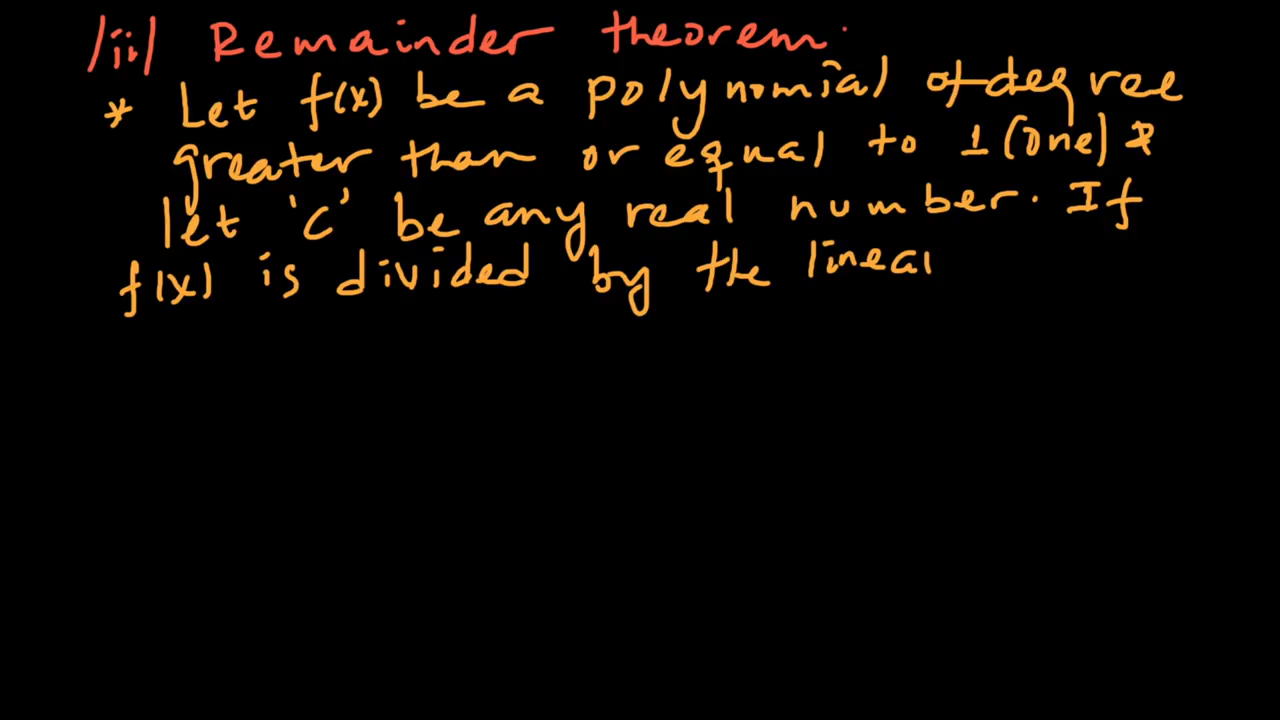 (ii) Remainder theorem.
* Let f(x) be a polynomial of degree
greater than or equal to 1 (one) &
let 'c' be any real number. If
f(x) is divided by the linear